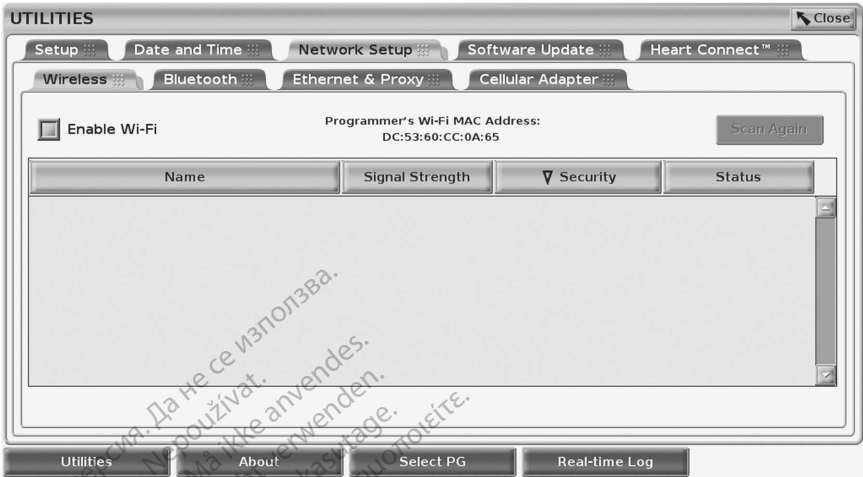 UTILITIES
Close
Setup
Date and Time
Network Setup
Software Update
Heart Connect™
Wireless
Bluetooth
Ethernet & Proxy
Cellular Adapter
Enable Wi-Fi
Programmer's Wi-Fi MAC Address:
DC:53:60:CC:0A:65
Scan Again
Name
Signal Strength
Security
Status
Да не се използва.
Nepoužívat.
Må ikke anvendes.
verwenden.
Utilities
About
Select PG
Real-time Log